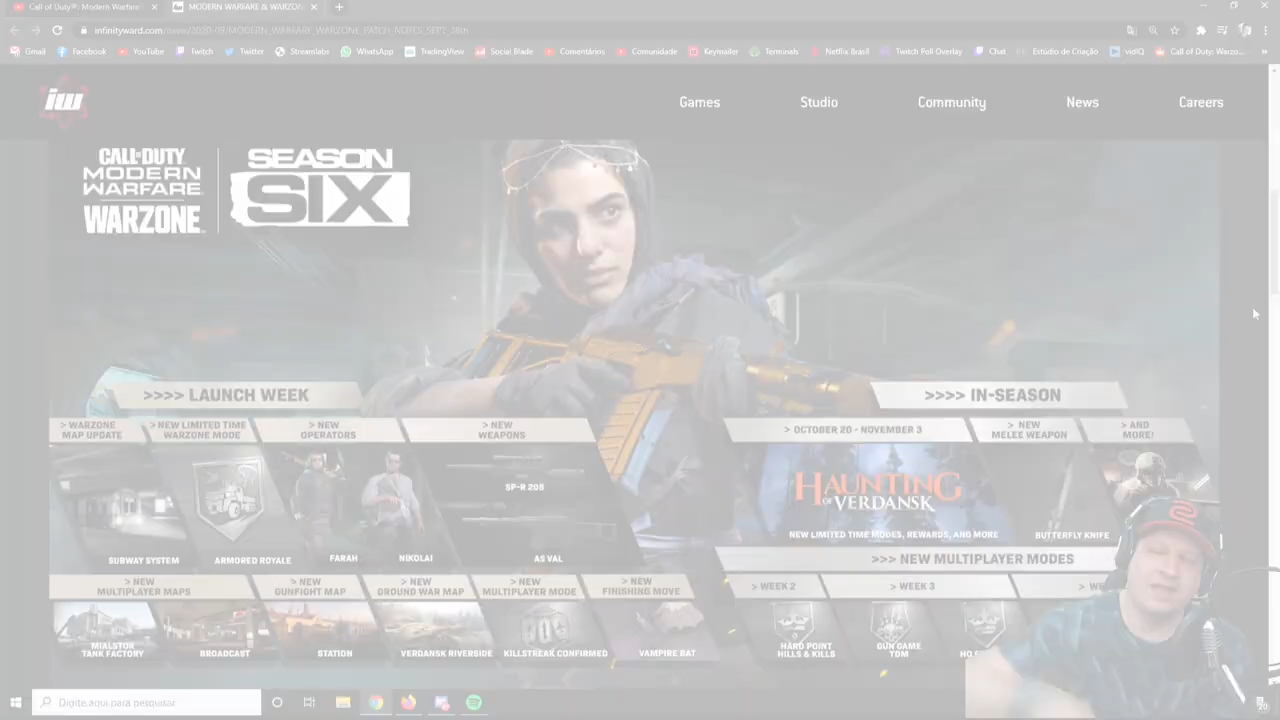 Call of Duty®: Modern Warfare
MODERN WARFARE & WARZON
infinityward.com/news/2020-09/MODERN_WARFARE_WARZONE_PATCH_NOTES_SEPT_28th
Gmail Facebook YouTube Twitch Twitter Streamlabs WhatsApp TradingView Social Blade Comentários Comunidade Keymailer Terminals Netflix Brasil Twitch Poll Overlay Chat Estúdio de Criação vidIQ Call of Duty: Warzo...
iw
Games Studio Community News Careers
CALL OF DUTY
MODERN
WARFARE
WARZONE
SEASON
SIX
>>>> LAUNCH WEEK
>>>> IN-SEASON
> WARZONE
MAP UPDATE
> NEW LIMITED TIME
WARZONE MODE
> NEW
OPERATORS
> NEW
WEAPONS
> OCTOBER 20 - NOVEMBER 3
> NEW
MELEE WEAPON
> AND
MORE!
SP-R 208
HAUNTING
OF VERDANSK
NEW LIMITED TIME MODES, REWARDS, AND MORE
BUTTERFLY KNIFE
SUBWAY SYSTEM
ARMORED ROYALE
FARAH
NIKOLAI
AS VAL
>>> NEW MULTIPLAYER MODES
> NEW
MULTIPLAYER MAPS
> NEW
GUNFIGHT MAP
> NEW
GROUND WAR MAP
> NEW
MULTIPLAYER MODE
> NEW
FINISHING MOVE
> WEEK 2
> WEEK 3
> WE
MIALSTOR
TANK FACTORY
BROADCAST
STATION
VERDANSK RIVERSIDE
KILLSTREAK CONFIRMED
VAMPIRE BAT
HARD POINT
HILLS & KILLS
GUN GAME
TDM
Digite aqui para pesquisar